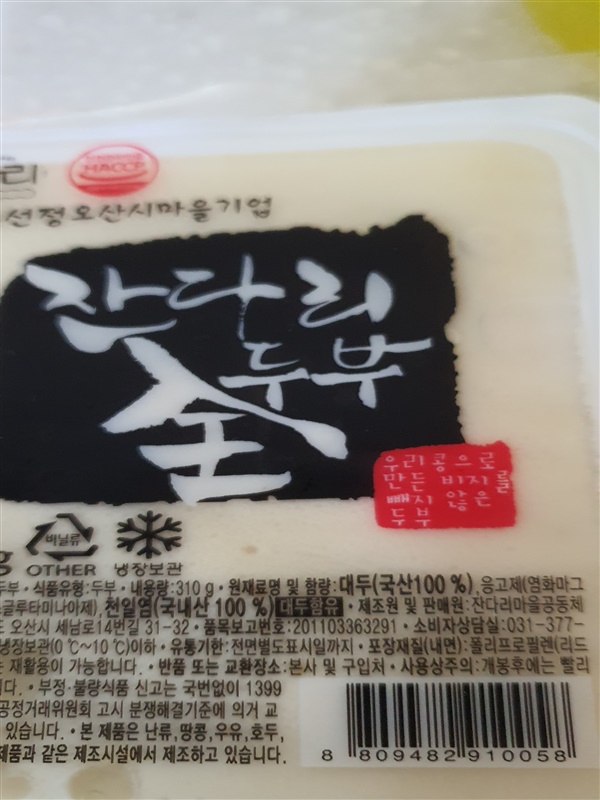 리
HACCP
선정오산시마을기업
잔다리
두부
全
우리콩으로
만든비지를
빼지않은
두부
g
비닐류
OTHER
냉장보관
두부・식품유형:두부・내용량:310 g・원재료명 및 함량:대두(국산100 %),응고제(염화마그
스글루타미나아제),천일염(국내산 100 %) 대두함유・제조원 및 판매원:잔다리마을공동체
오산시 세남로14번길 31-32・품목보고번호:201103363291・소비자상담실:031-377-
냉장보관(0 ℃~10 ℃)이하・유통기한:전면별도표시일까지・포장재질(내면):폴리프로필렌(리드
재활용이 가능합니다.・반품 또는 교환장소:본사 및 구입처・사용상주의:개봉후에는 빨리
다.・부정·불량식품 신고는 국번없이 1399
공정거래위원회 고시 분쟁해결기준에 의거 교
있습니다.・본 제품은 난류,땅콩,우유,호두,
제품과 같은 제조시설에서 제조하고 있습니다.
8 809482 910058